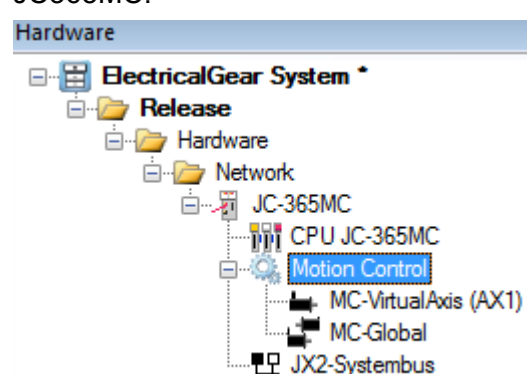 JC365MC.
Hardware
ElectricalGear System *
Release
Hardware
Network
JC-365MC
CPU JC-365MC
Motion Control
MC-VirtualAxis (AX1)
MC-Global
JX2-Systembus